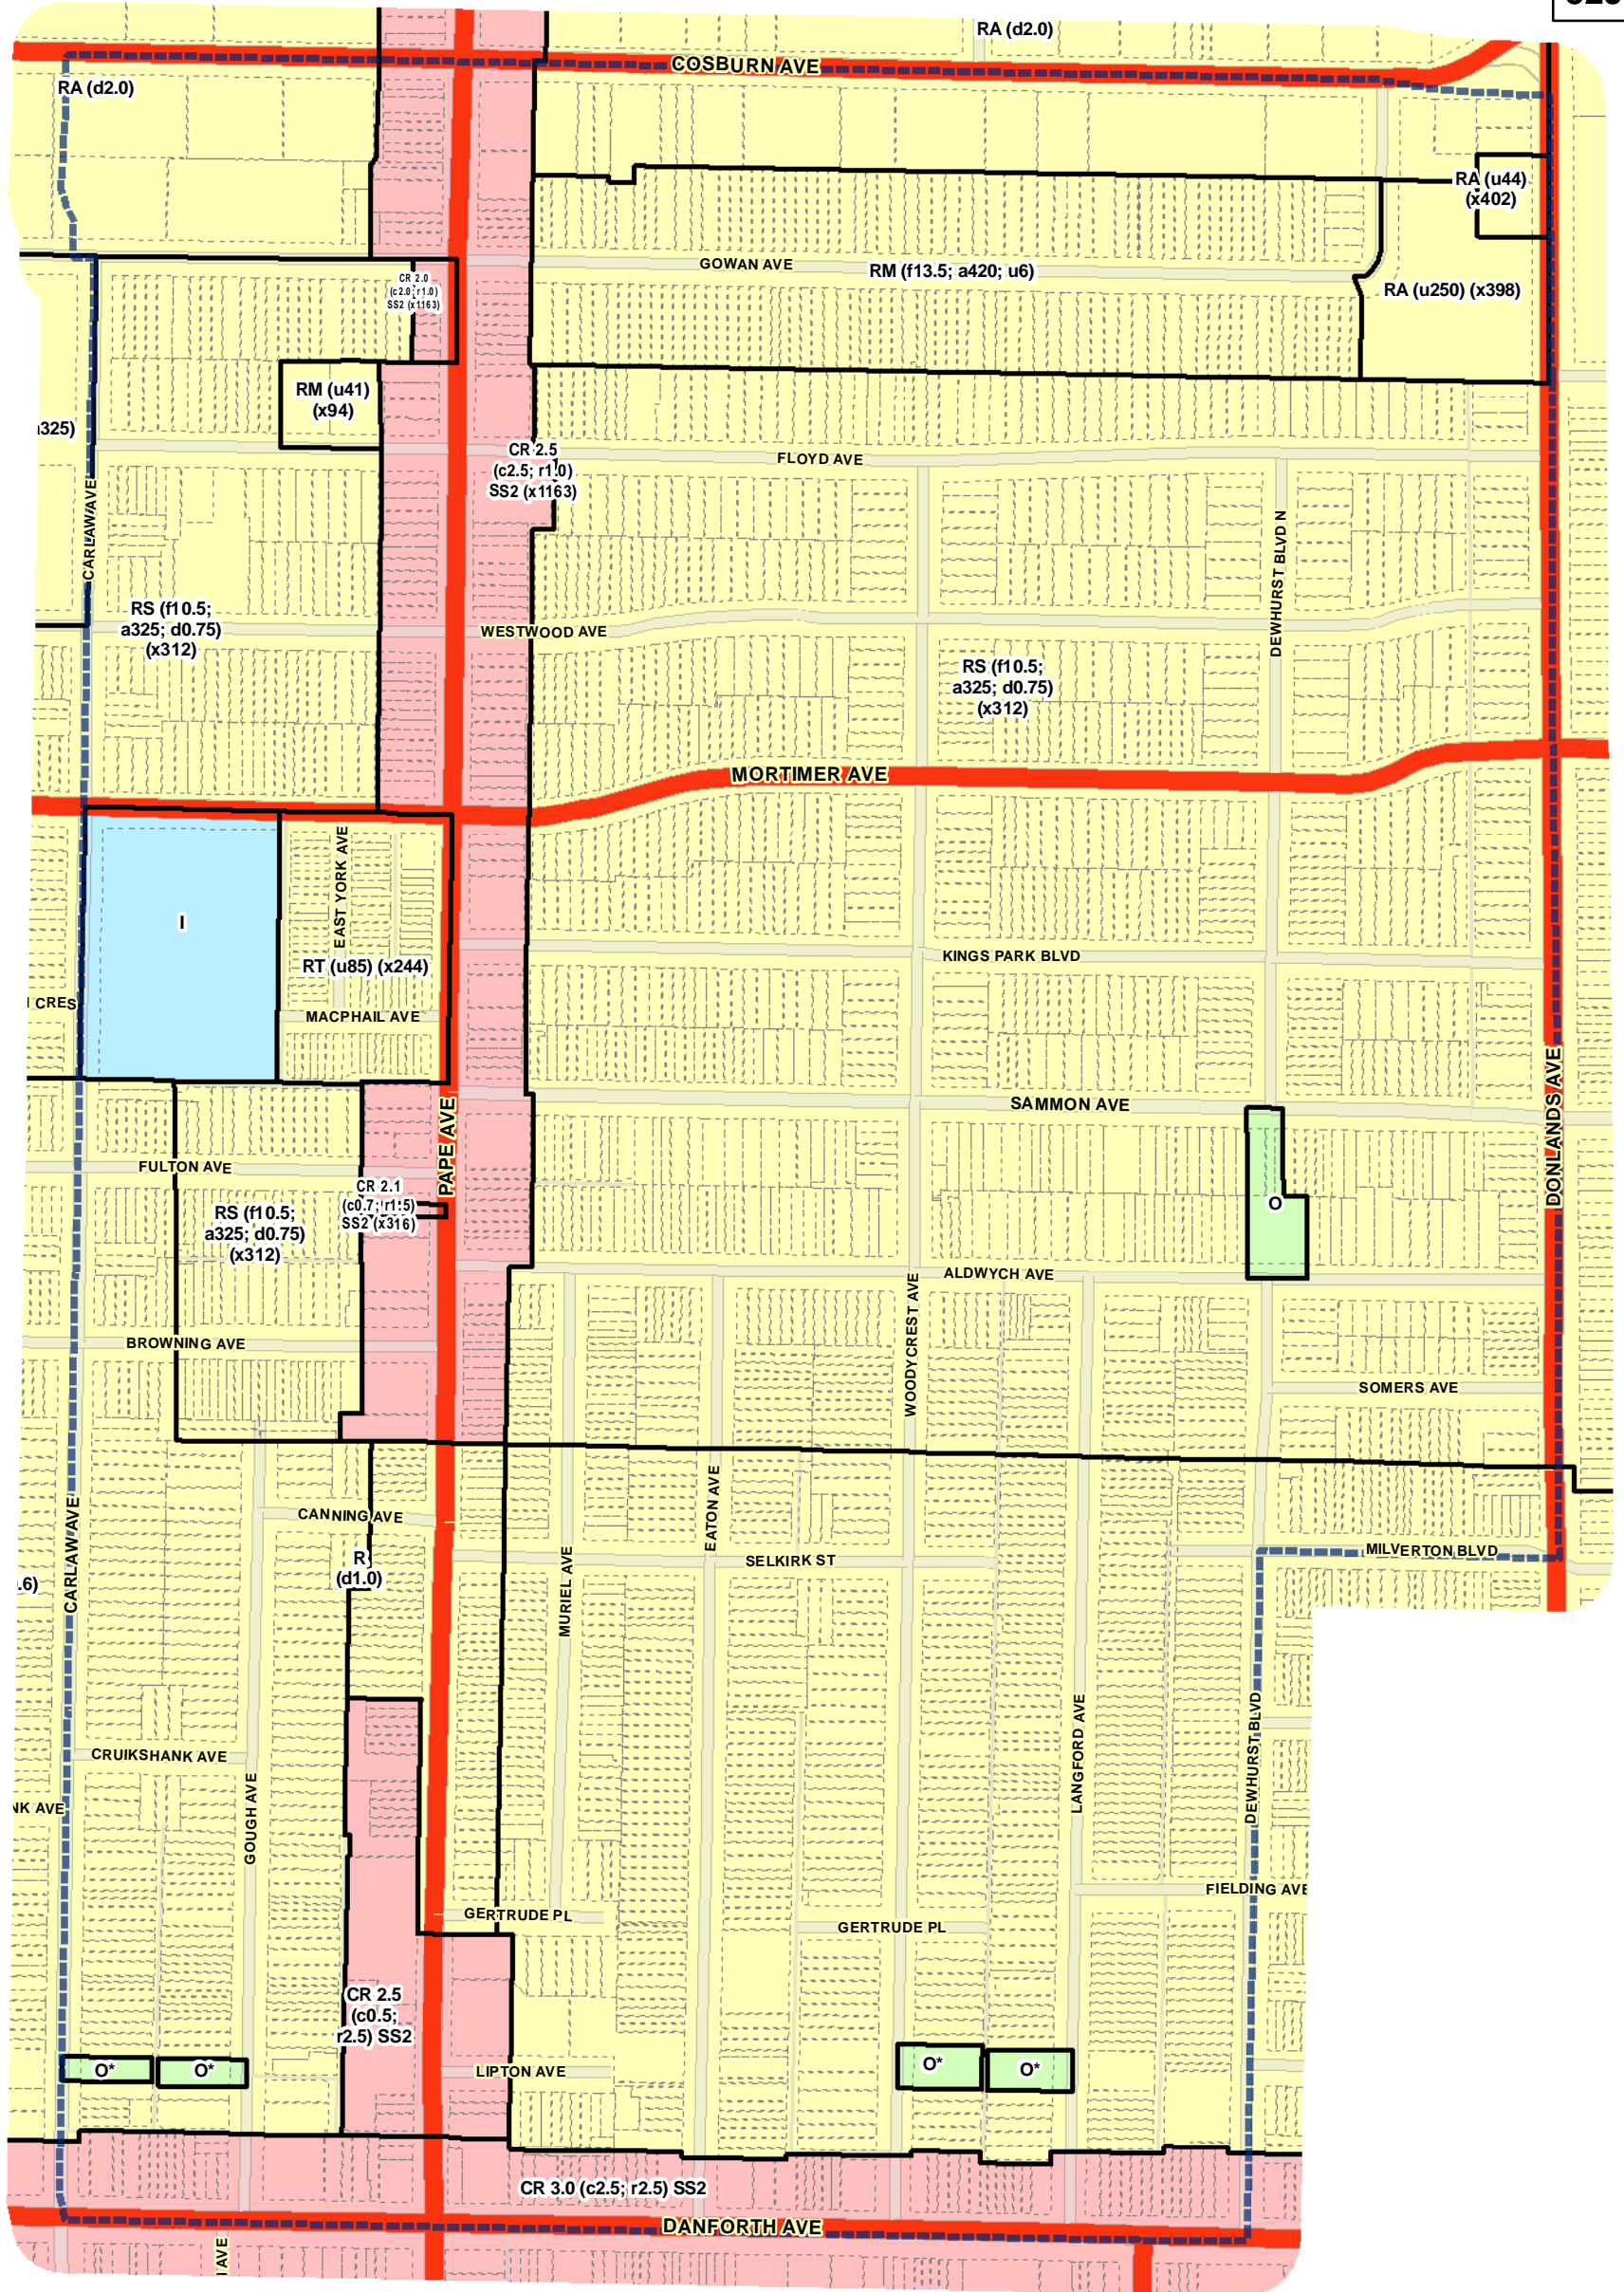 RA (d2.0)
COSBURN AVE
RA (d2.0)
RA (u44)
(x402)
GOWAN AVE
RM (f13.5; a420; u6)
CR 2.0
(c2.0; r1.0)
SS2 (x1163)
RA (u250) (x398)
RM (u41)
(x94)
CR 2.5
(c2.5; r1.0)
SS2 (x1163)
FLOYD AVE
CARLAW AVE
DEWHURST BLVD N
RS (f10.5;
a325; d0.75)
(x312)
WESTWOOD AVE
RS (f10.5;
a325; d0.75)
(x312)
MORTIMER AVE
EAST YORK AVE
I
KINGS PARK BLVD
RT (u85) (x244)
CRES
MACPHAIL AVE
SAMMON AVE
PAPE AVE
DONLANDS AVE
FULTON AVE
CR 2.1
(c0.7; r1.5)
SS2 (x316)
O
RS (f10.5;
a325; d0.75)
(x312)
ALDWYCH AVE
WOODYCREST AVE
BROWNING AVE
SOMERS AVE
CANNING AVE
EATON AVE
CARLAW AVE
R
(d1.0)
MURIEL AVE
SELKIRK ST
MILVERTON BLVD
.6)
CRUIKSHANK AVE
LANGFORD AVE
DEWHURST BLVD
NK AVE
GOUGH AVE
FIELDING AVE
GERTRUDE PL
GERTRUDE PL
CR 2.5
(c0.5;
r2.5) SS2
O*
O*
LIPTON AVE
O*
O*
CR 3.0 (c2.5; r2.5) SS2
DANFORTH AVE
AVE